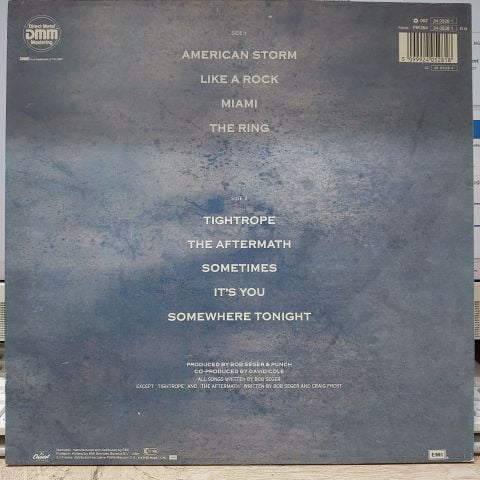 Direct Metal
DMM
Mastering
SIDE 1
AMERICAN STORM
LIKE A ROCK
MIAMI
THE RING
SIDE 2
TIGHTROPE
THE AFTERMATH
SOMETIMES
IT'S YOU
SOMEWHERE TONIGHT
PRODUCED BY BOB SEGER & PUNCH
CO-PRODUCED BY DAVID COLE
ALL SONGS WRITTEN BY BOB SEGER
EXCEPT "TIGHTROPE" AND "THE AFTERMATH" WRITTEN BY BOB SEGER AND CRAIG FROST
Capitol
EMI